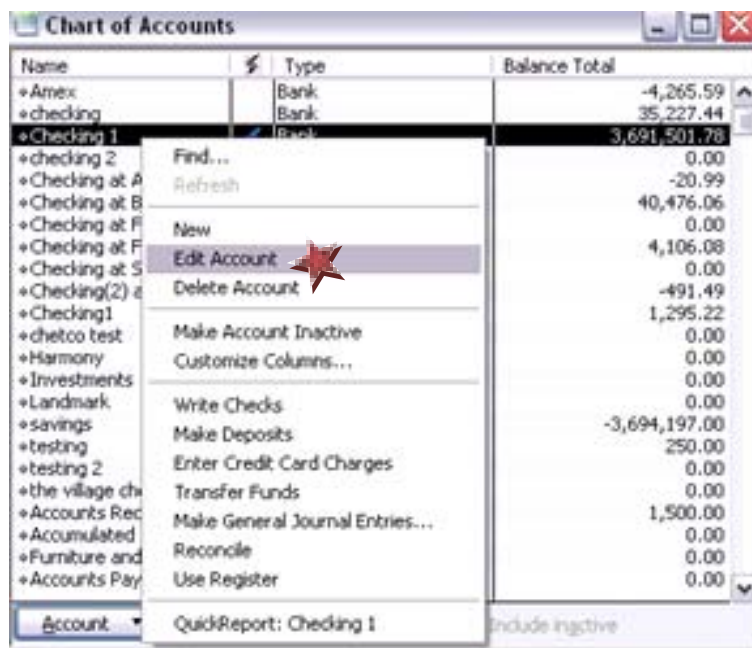 Chart of Accounts
Name Type Balance Total
Amex Bank -4,265.59
checking Bank 35,227.44
Checking 1 Bank 3,691,501.78
checking 2 0.00
Checking at A -20.99
Checking at B 40,476.06
Checking at F 0.00
Checking at F 4,106.08
Checking at S 0.00
Checking(2) a -491.49
Checking1 1,295.22
chetco test 0.00
Harmony 0.00
Investments 0.00
Landmark 0.00
savings -3,694,197.00
testing 250.00
testing 2 0.00
the village che 0.00
Accounts Rec 1,500.00
Accumulated 0.00
Furniture and 0.00
Accounts Pay 0.00
Find...
Refresh
New
Edit Account
Delete Account
Make Account Inactive
Customize Columns...
Write Checks
Make Deposits
Enter Credit Card Charges
Transfer Funds
Make General Journal Entries...
Reconcile
Use Register
QuickReport: Checking 1
Account Include inactive